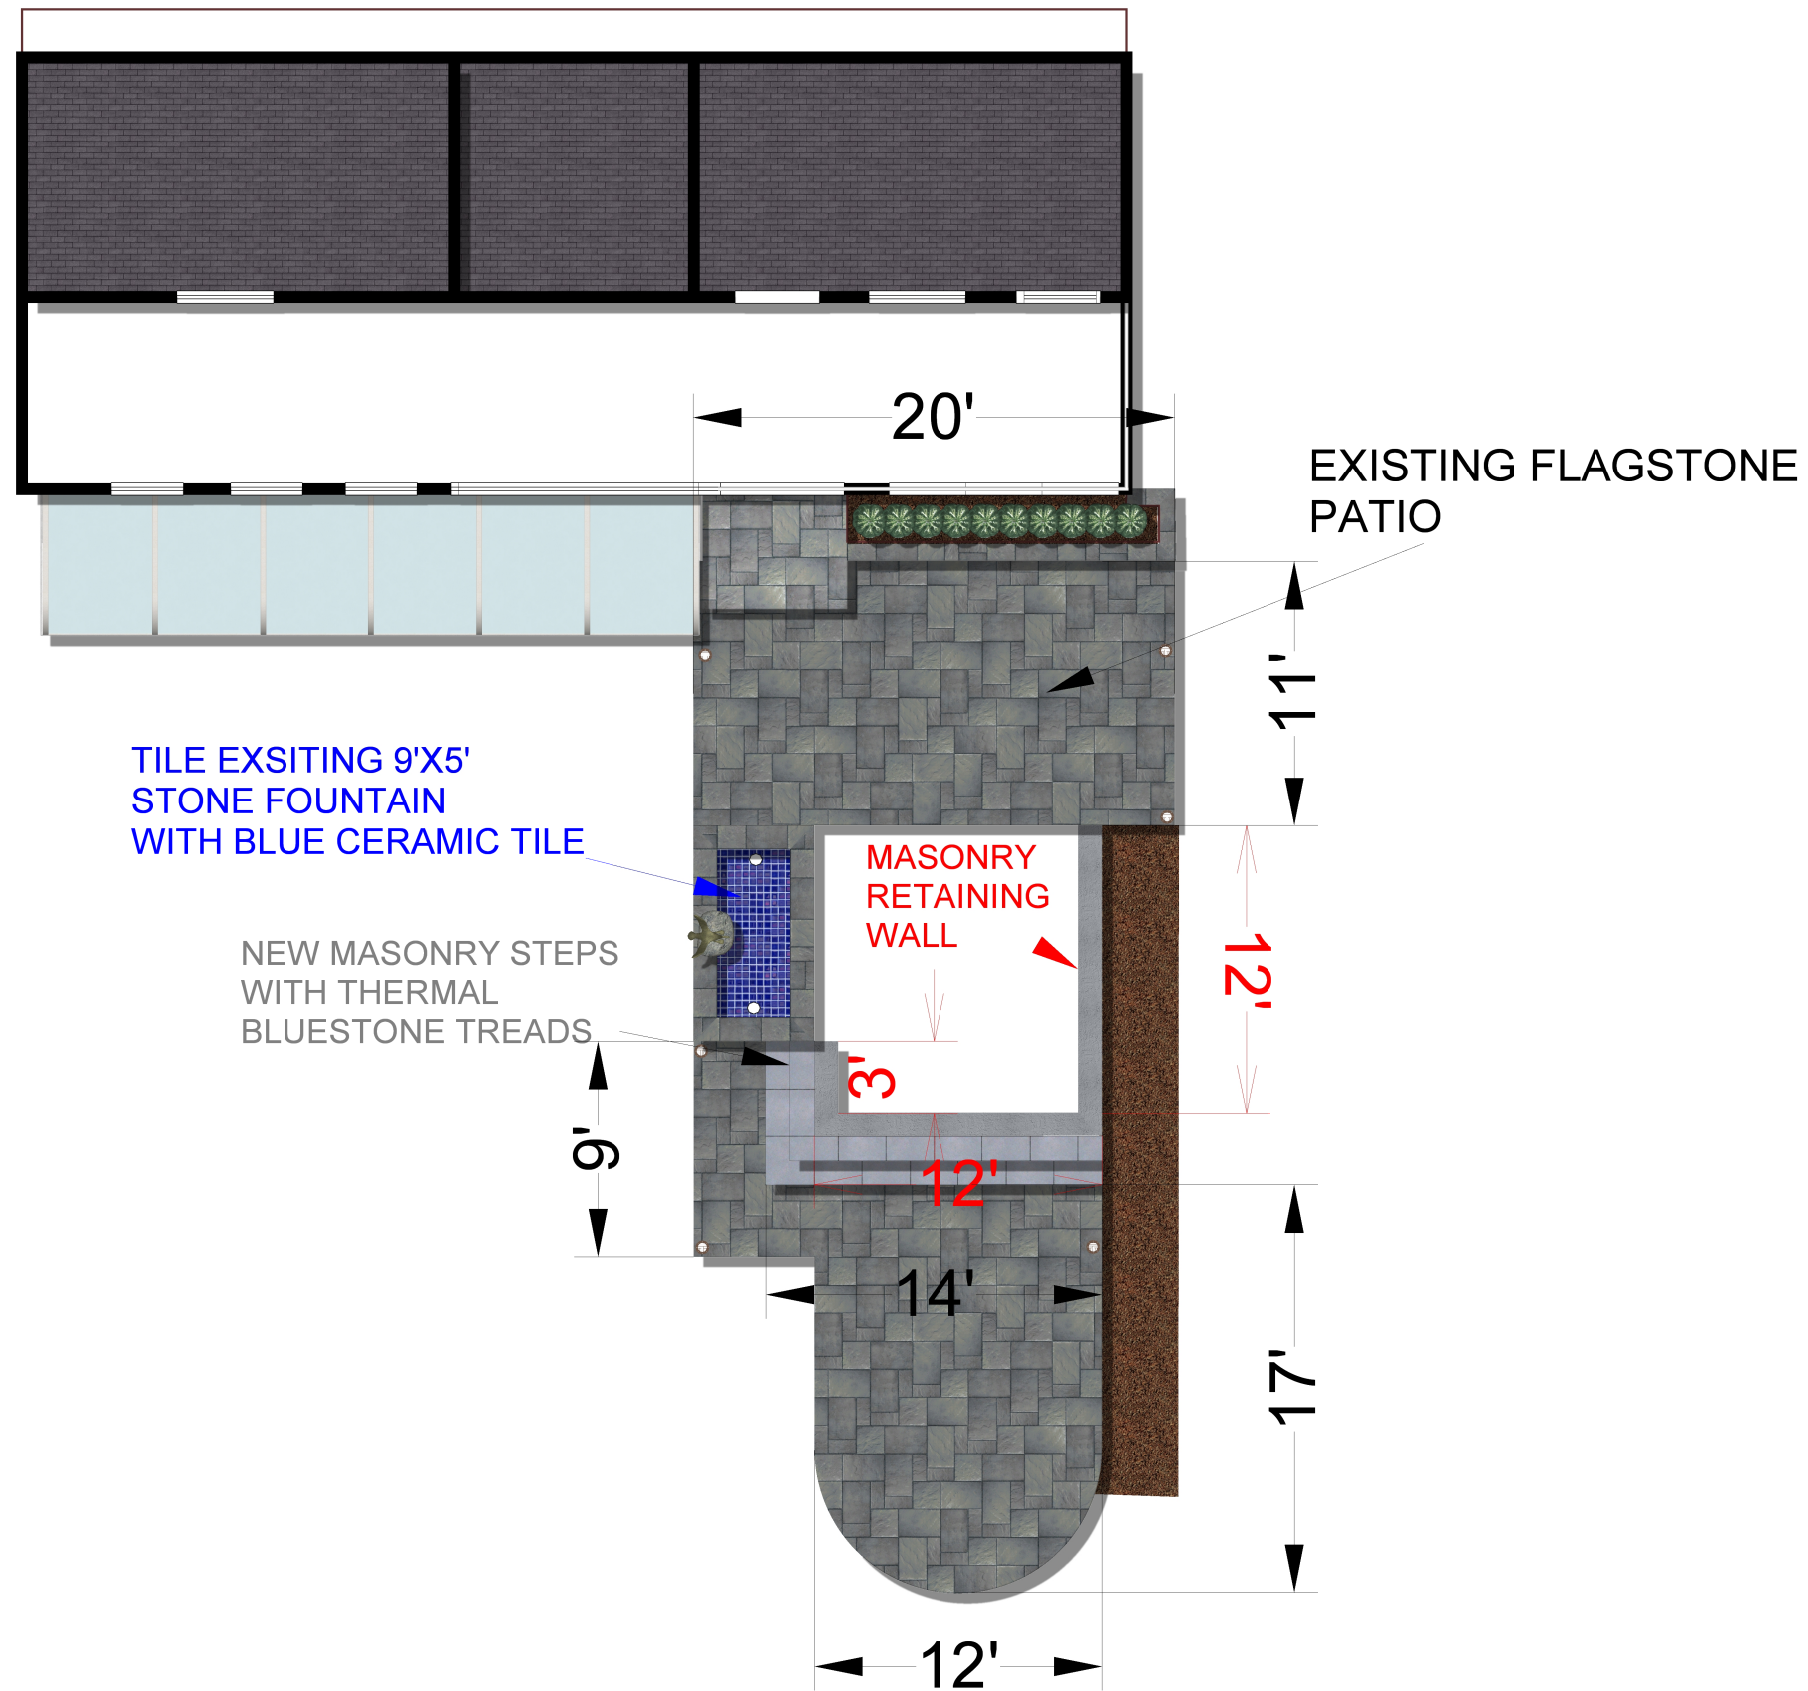 20'
EXISTING FLAGSTONE
PATIO
11'
TILE EXSITING 9'X5'
STONE FOUNTAIN
WITH BLUE CERAMIC TILE
MASONRY
RETAINING
WALL
NEW MASONRY STEPS
WITH THERMAL
BLUESTONE TREADS
12'
3'
9'
12'
14'
17'
12'